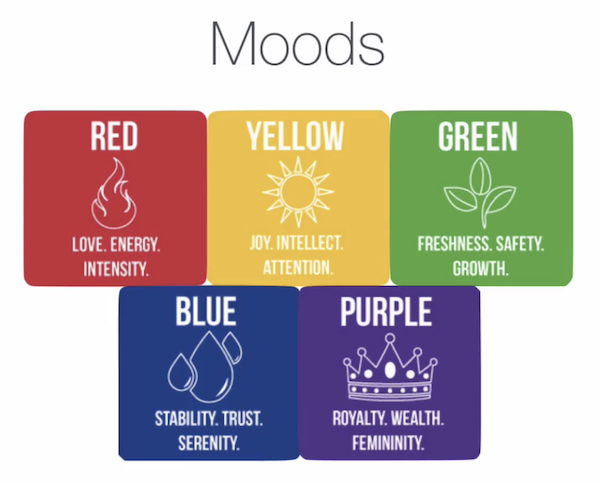 Moods
RED
LOVE. ENERGY.
INTENSITY.
YELLOW
JOY. INTELLECT.
ATTENTION.
GREEN
FRESHNESS. SAFETY.
GROWTH.
BLUE
STABILITY. TRUST.
SERENITY.
PURPLE
ROYALTY. WEALTH.
FEMININITY.